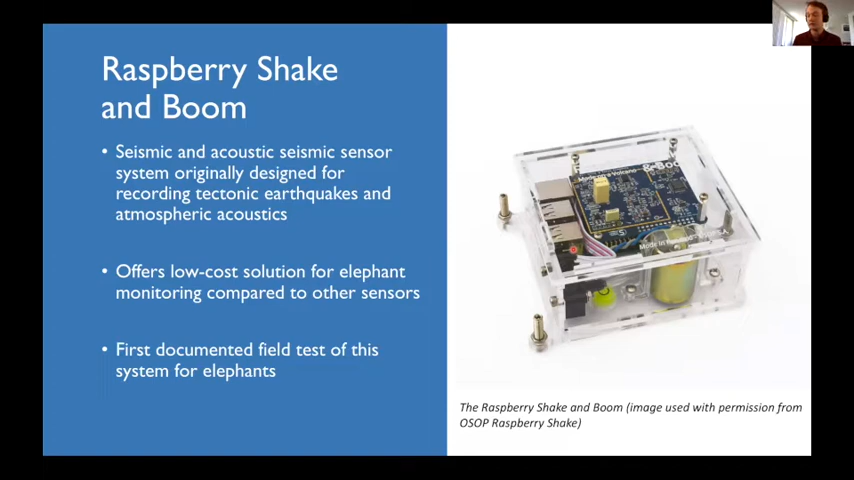 Raspberry Shake
and Boom
• Seismic and acoustic seismic sensor
system originally designed for
recording tectonic earthquakes and
atmospheric acoustics
• Offers low-cost solution for elephant
monitoring compared to other sensors
• First documented field test of this
system for elephants
Made in
The Raspberry Shake and Boom (image used with permission from
OSOP Raspberry Shake)